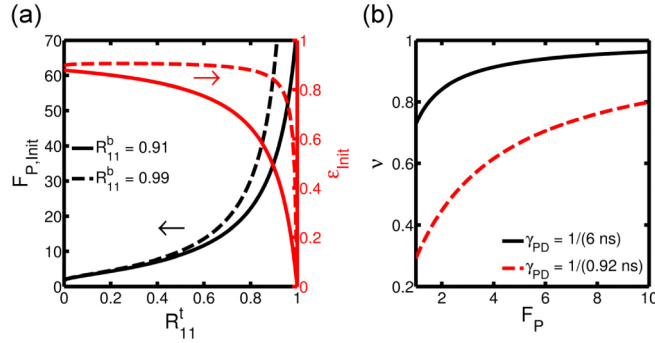 (a)
70
60
50
40
30
20
10
0
F_P,Init
R^b_11 = 0.91
R^b_11 = 0.99
0 0.2 0.4 0.6 0.8 1
R^t_11
1
0.8
0.6
0.4
0.2
0
ε_Init
(b)
1
0.8
0.6
0.4
0.2
ν
γ_PD = 1/(6 ns)
γ_PD = 1/(0.92 ns)
2 4 6 8 10
F_P